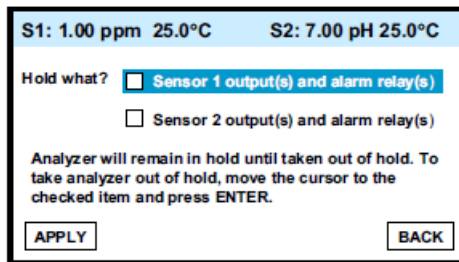 S1: 1.00 ppm 25.0°C S2: 7.00 pH 25.0°C
Hold what? Sensor 1 output(s) and alarm relay(s)
Sensor 2 output(s) and alarm relay(s)
Analyzer will remain in hold until taken out of hold. To
take analyzer out of hold, move the cursor to the
checked item and press ENTER.
APPLY BACK